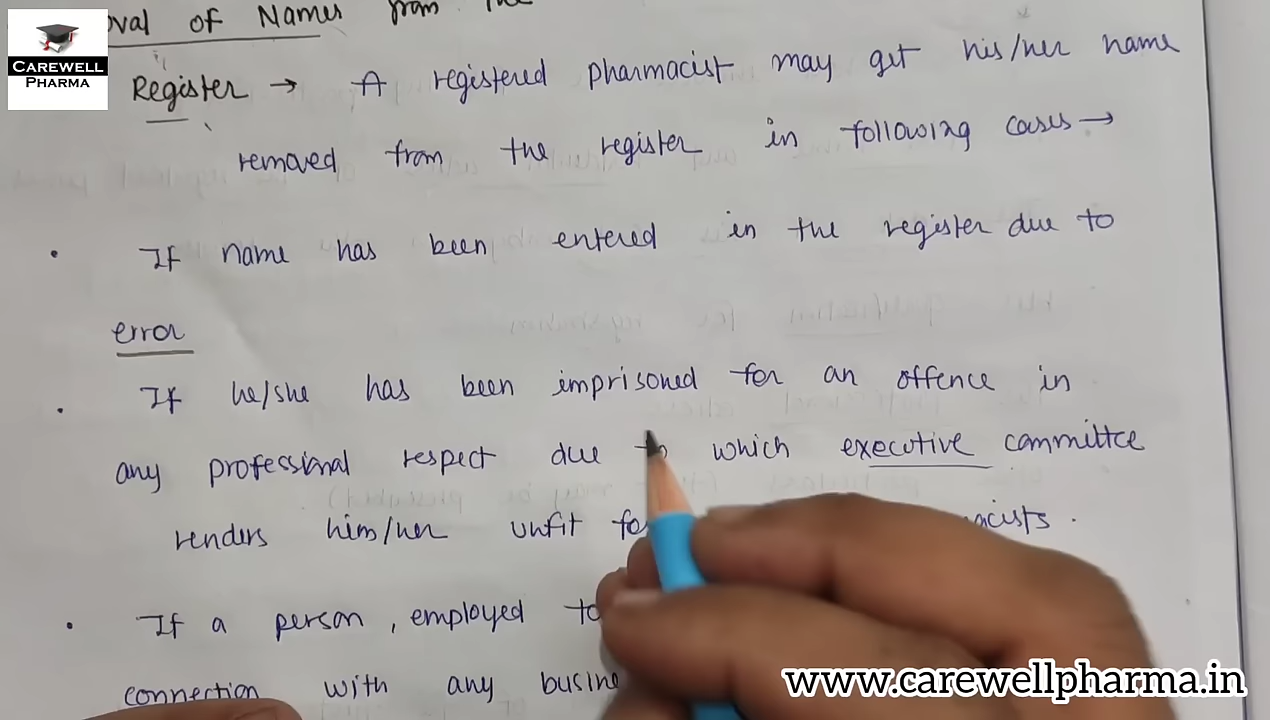 oval of Names from the
CAREWELL
PHARMA
Register → A registered pharmacist may get his/her name
removed from the register in following cases →
· If name has been entered in the register due to
error
· If he/she has been imprisoned for an offence in
any professional respect due to which executive committee
renders him/her unfit for acists.
· If a person, employed to
connection with any busine
www.carewellpharma.in